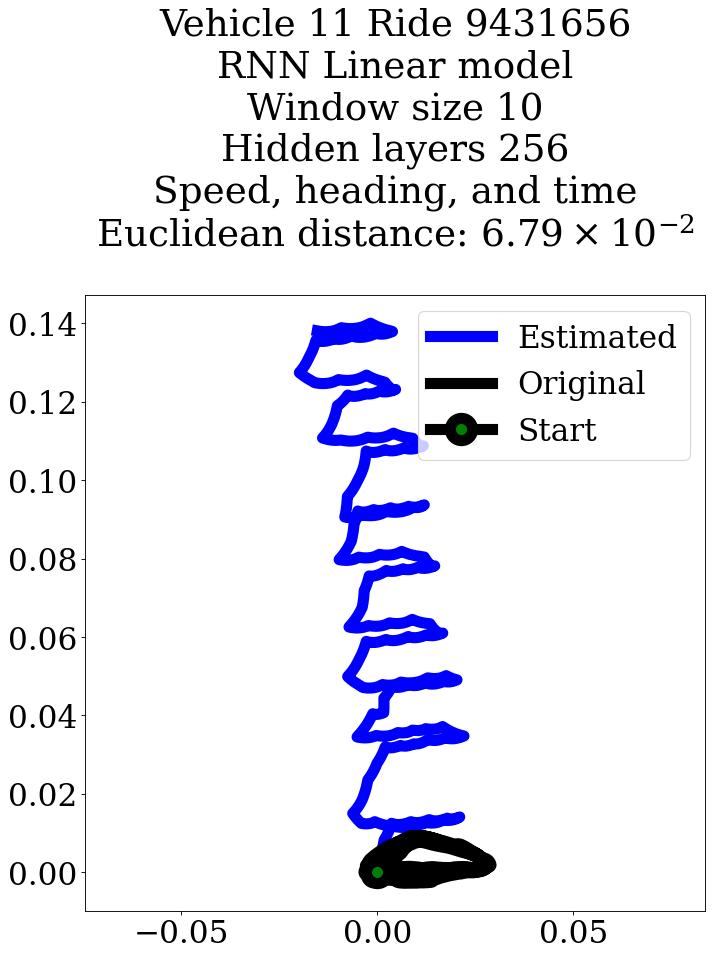 Vehicle 11 Ride 9431656
RNN Linear model
Window size 10
Hidden layers 256
Speed, heading, and time
Euclidean distance: 6.79 × 10⁻²
Estimated
Original
Start
0.14
0.12
0.10
0.08
0.06
0.04
0.02
0.00
−0.05 0.00 0.05